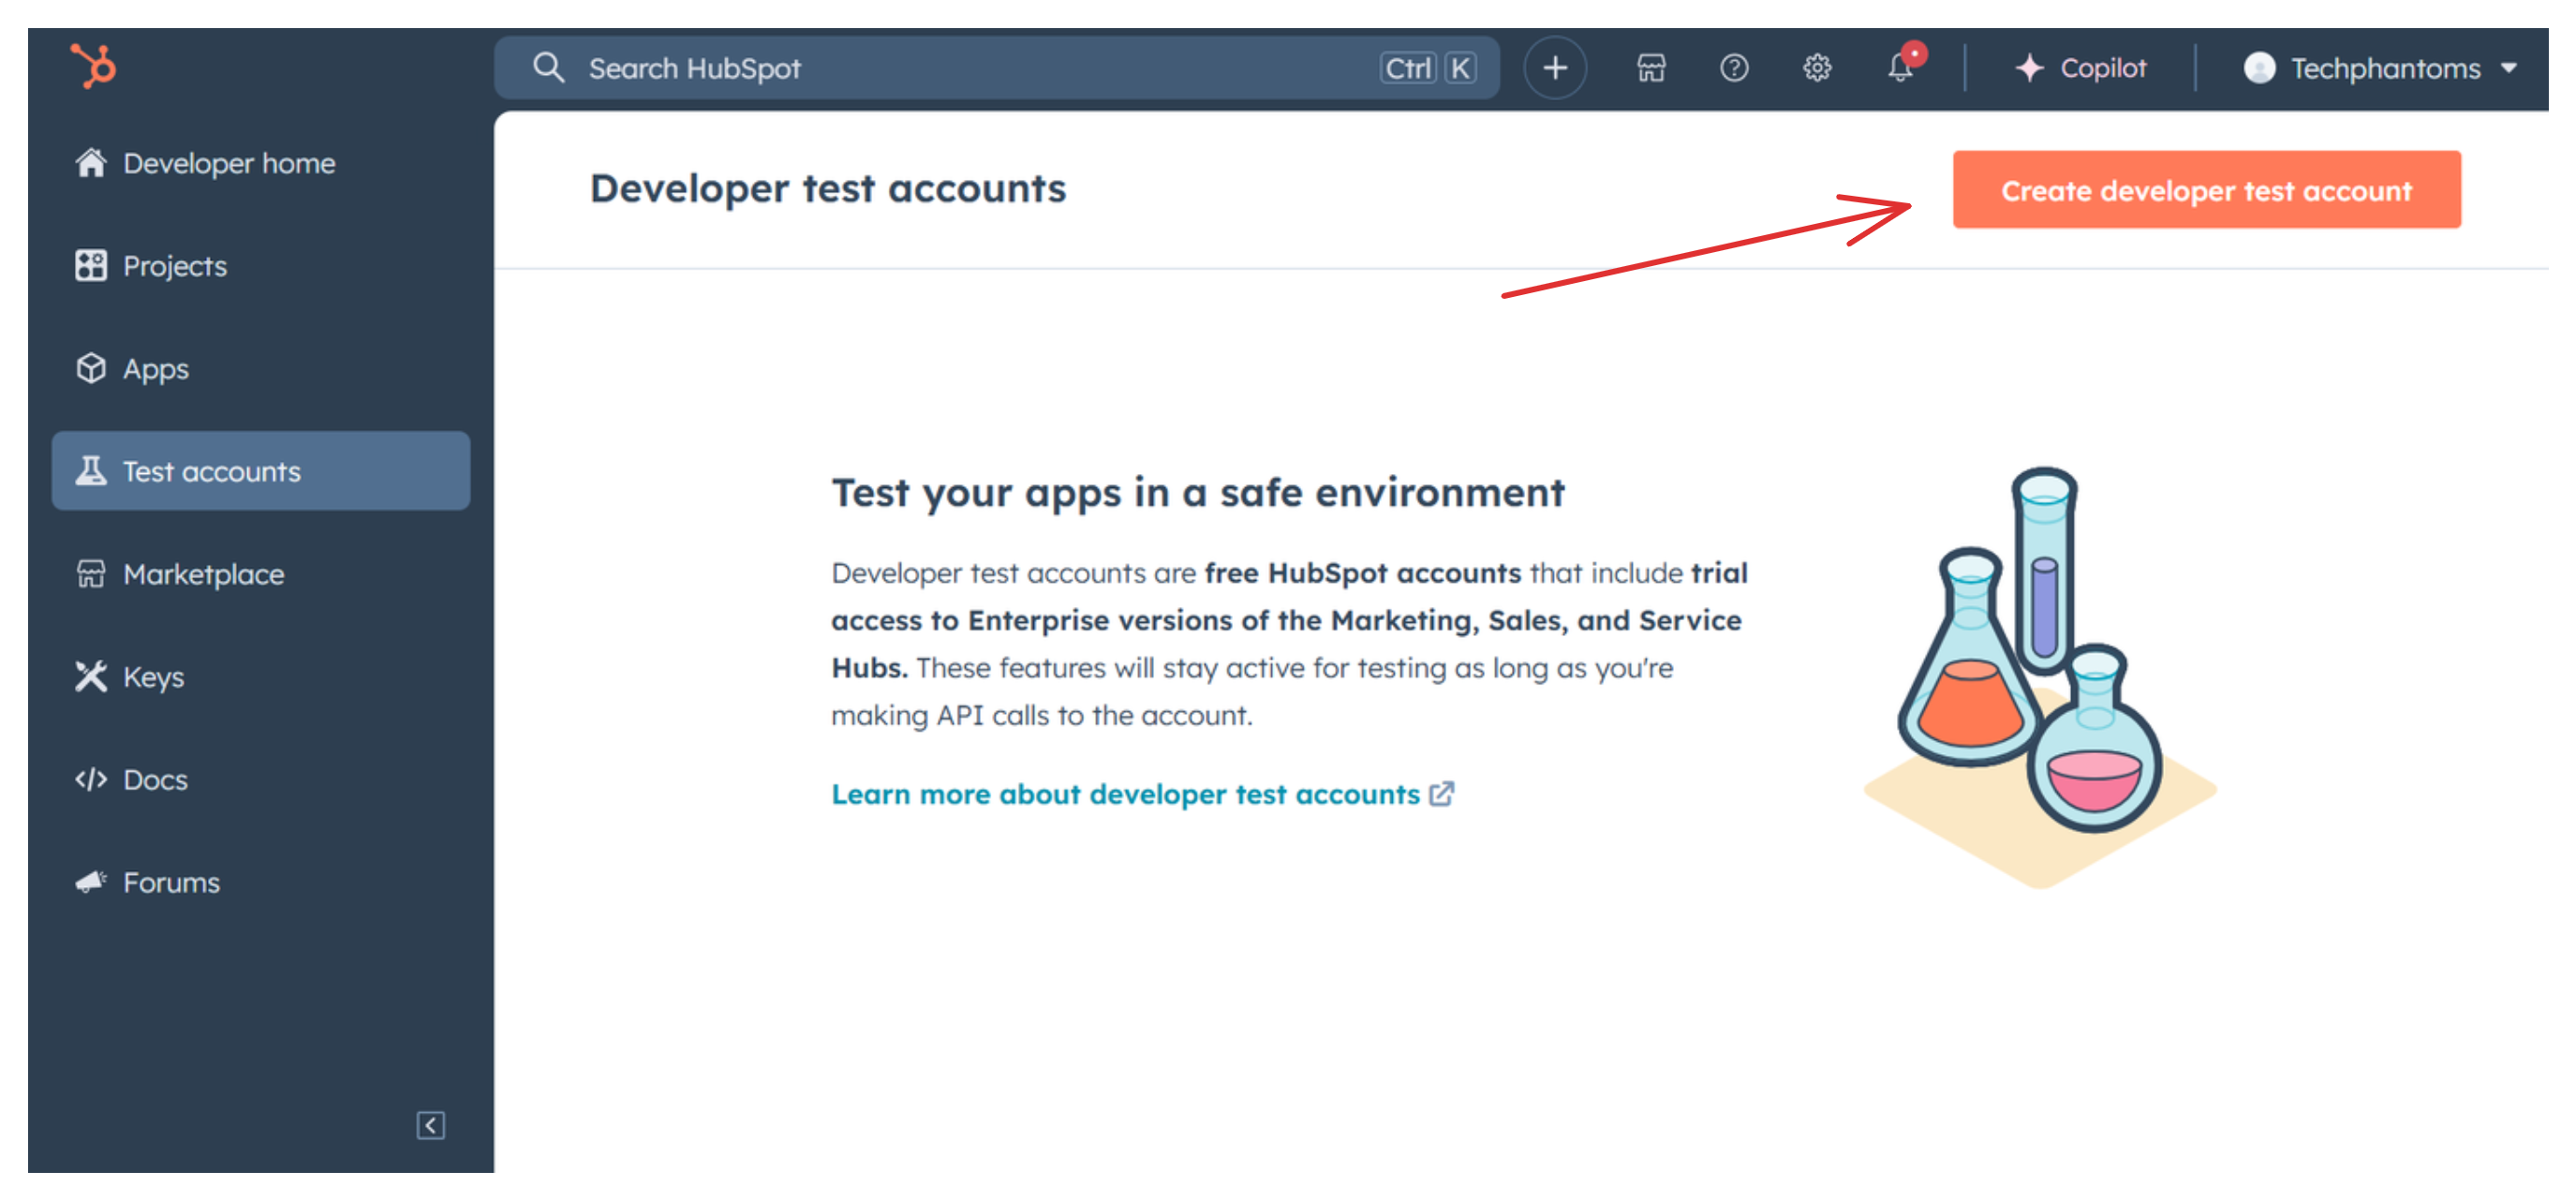 Search HubSpot
Ctrl K
Copilot
Techphantoms
Developer home
Projects
Apps
Test accounts
Marketplace
Keys
Docs
Forums
Developer test accounts
Create developer test account
Test your apps in a safe environment
Developer test accounts are free HubSpot accounts that include trial
access to Enterprise versions of the Marketing, Sales, and Service
Hubs. These features will stay active for testing as long as you're
making API calls to the account.
Learn more about developer test accounts